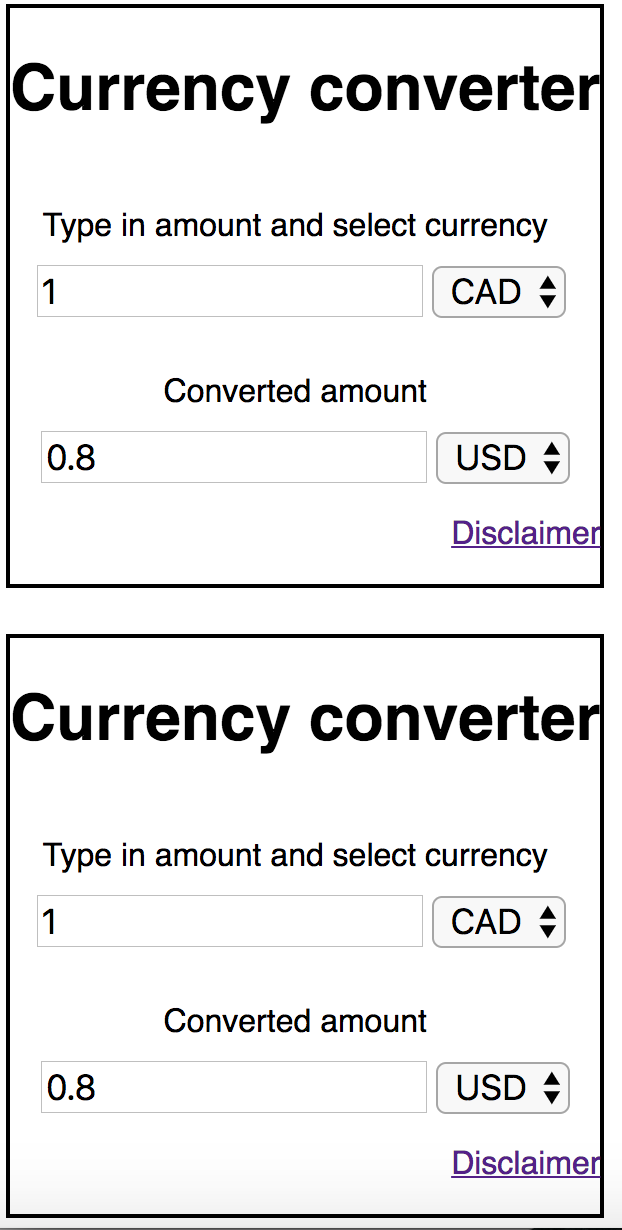 Currency converter
Type in amount and select currency
1 CAD
Converted amount
0.8 USD
Disclaimer
Currency converter
Type in amount and select currency
1 CAD
Converted amount
0.8 USD
Disclaimer